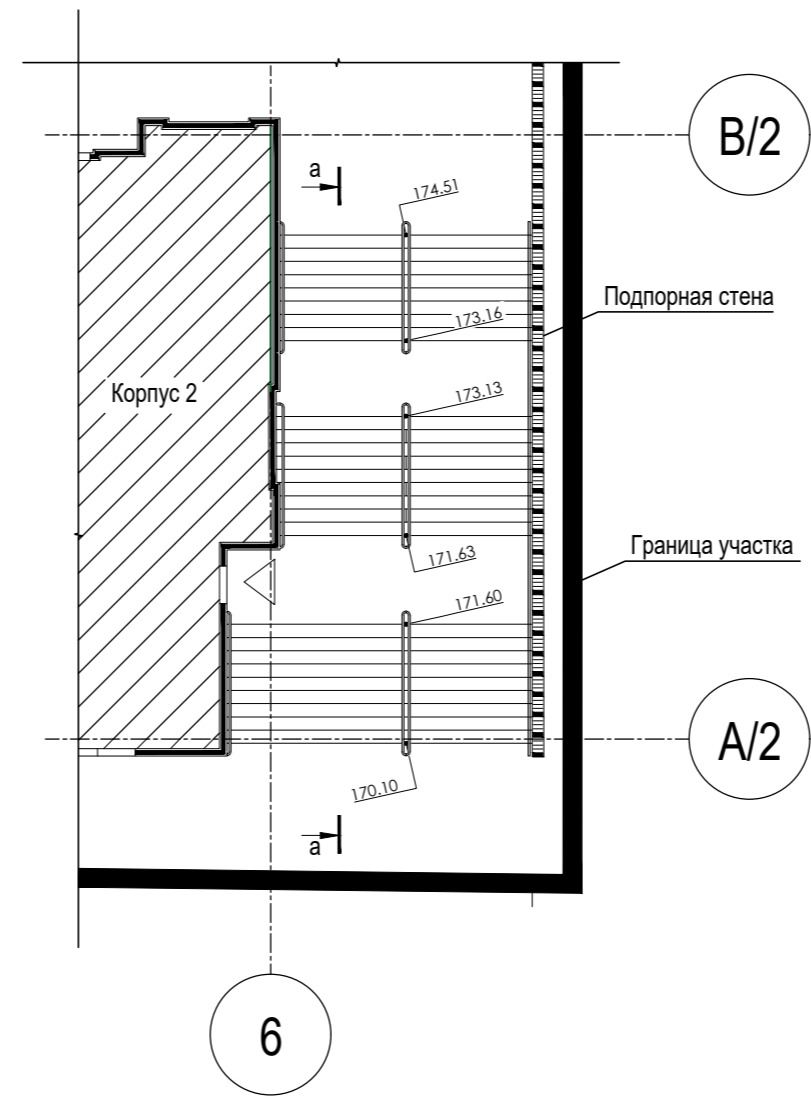 В/2
а
174.51
Подпорная стена
173.16
Корпус 2
173.13
Граница участка
171.63
171.60
А/2
170.10
а
6